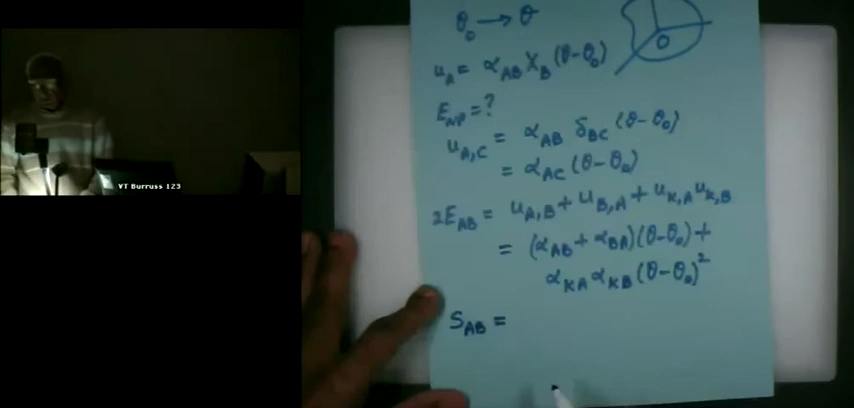 VT Burruss 123
θ₀ → θ
O
u_A = α_AB X_B (θ-θ₀)
E_AB = ?
u_A,C = α_AB δ_BC (θ-θ₀)
= α_AC (θ-θ₀)
2E_AB = u_A,B + u_B,A + u_K,A u_K,B
= (α_AB + α_BA)(θ-θ₀) +
α_KA α_KB (θ-θ₀)²
S_AB =